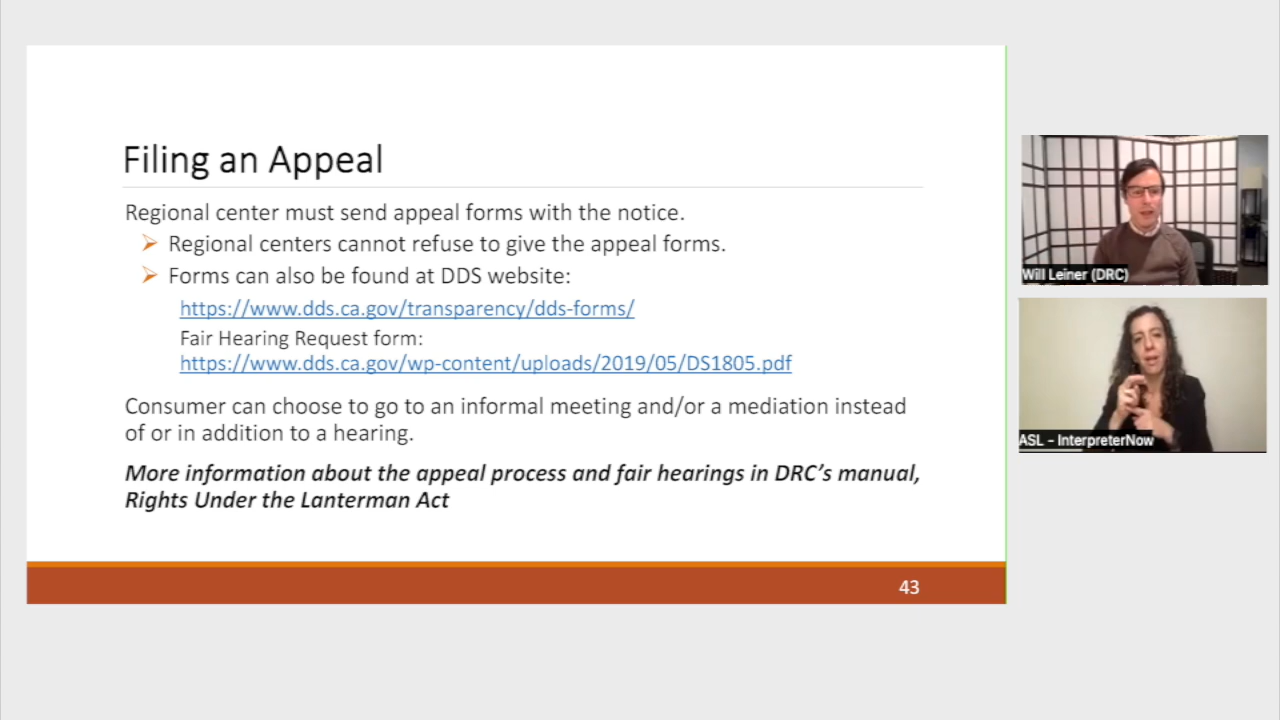 Filing an Appeal
Regional center must send appeal forms with the notice.
Regional centers cannot refuse to give the appeal forms.
Forms can also be found at DDS website:
https://www.dds.ca.gov/transparency/dds-forms/
Fair Hearing Request form:
https://www.dds.ca.gov/wp-content/uploads/2019/05/DS1805.pdf
Consumer can choose to go to an informal meeting and/or a mediation instead
of or in addition to a hearing.
More information about the appeal process and fair hearings in DRC’s manual,
Rights Under the Lanterman Act
43
Will Leiner (DRC)
ASL – InterpreterNow